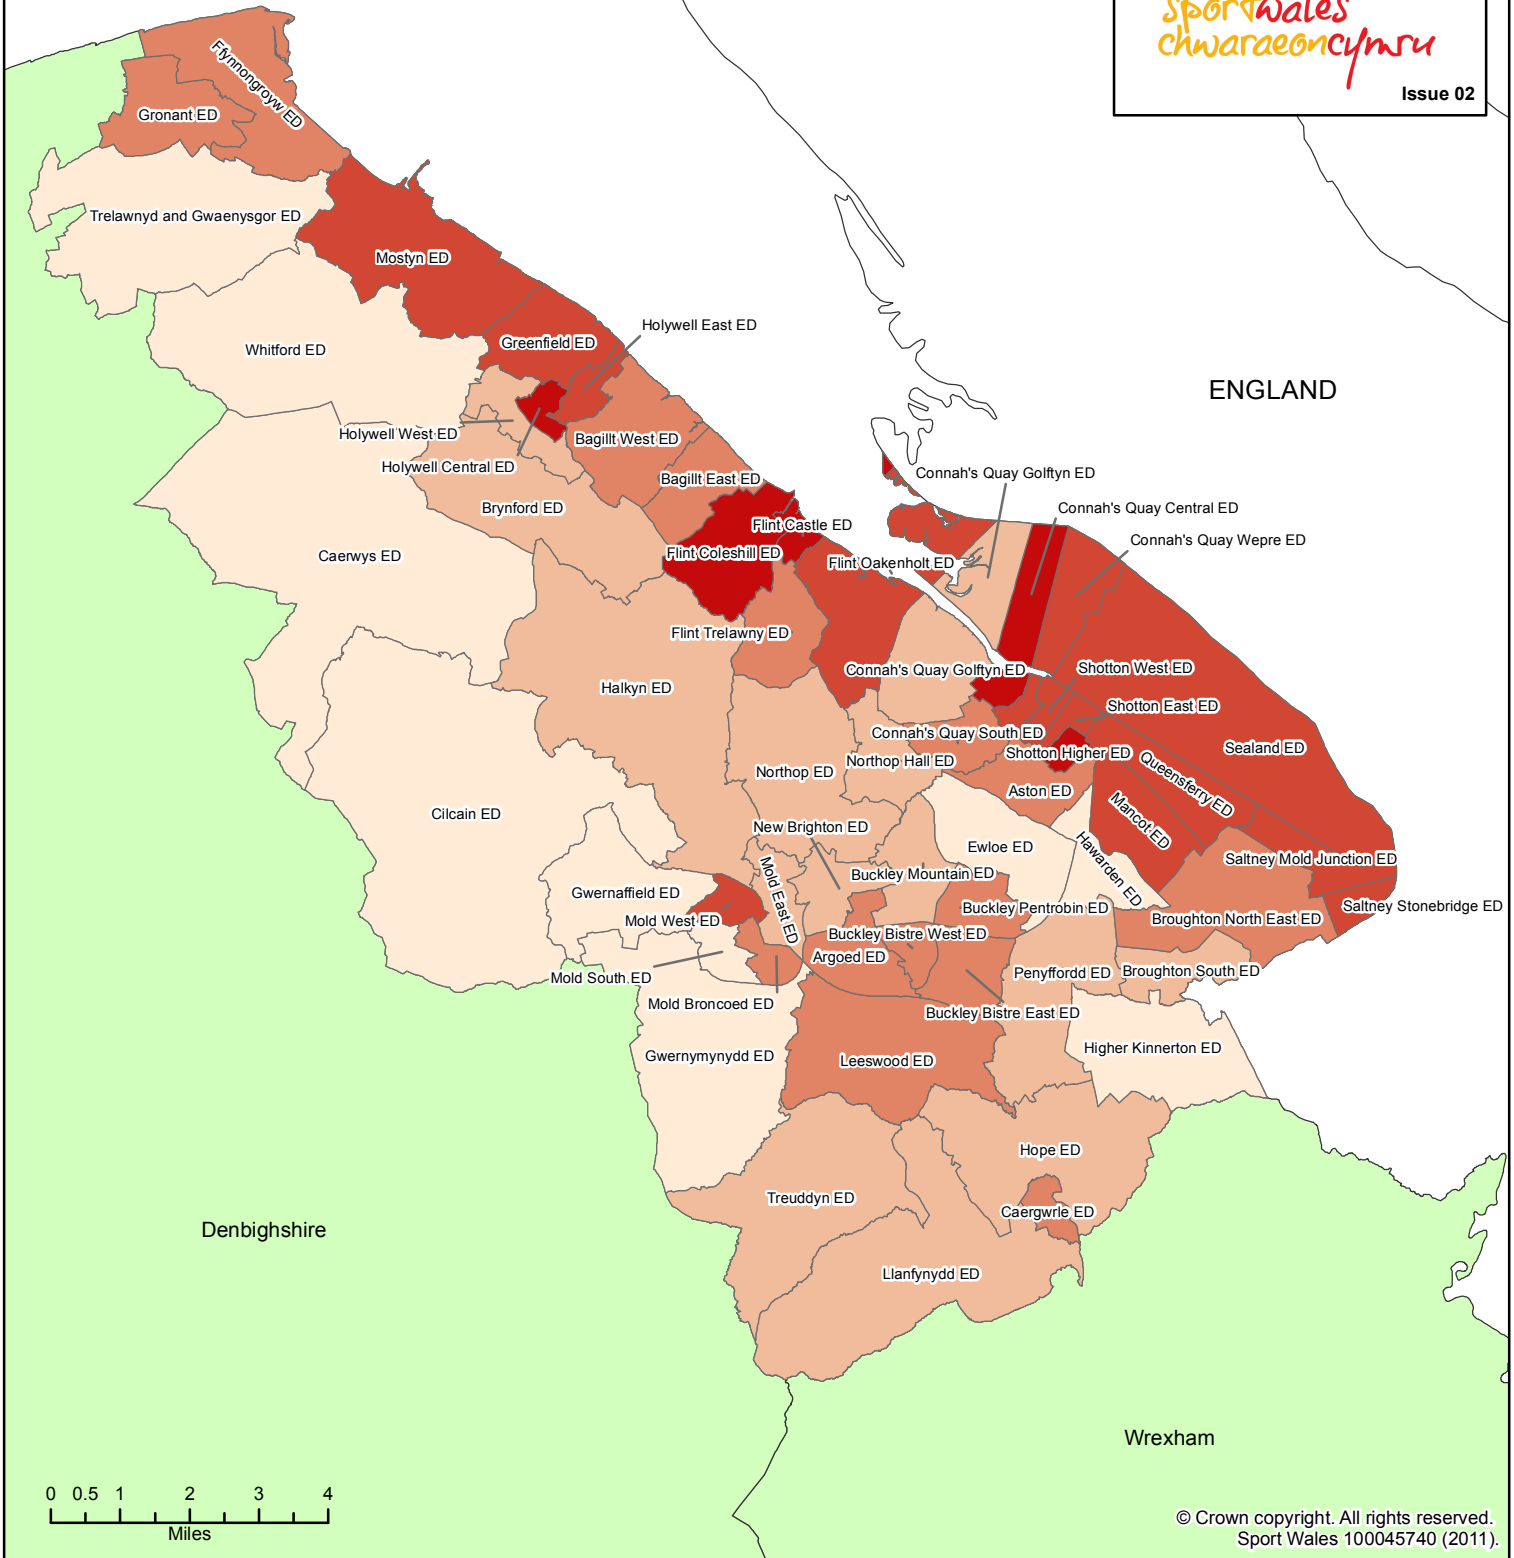 sportwales
chwaraeoncymru
Issue 02
Ffynnongroyw ED
Gronant ED
Trelawnyd and Gwaenysgor ED
Mostyn ED
Holywell East ED
Greenfield ED
Whitford ED
ENGLAND
Holywell West ED
Bagillt West ED
Holywell Central ED
Connah's Quay Golftyn ED
Bagillt East ED
Brynford ED
Connah's Quay Central ED
Flint Castle ED
Connah's Quay Wepre ED
Caerwys ED
Flint Coleshill ED
Flint Oakenholt ED
Flint Trelawny ED
Connah's Quay Golftyn ED
Shotton West ED
Halkyn ED
Shotton East ED
Connah's Quay South ED
Sealand ED
Shotton Higher ED
Northop Hall ED
Northop ED
Queensferry ED
Aston ED
Cilcain ED
Mancot ED
New Brighton ED
Ewloe ED
Saltney Mold Junction ED
Hawarden ED
Buckley Mountain ED
Mold East ED
Gwernaffield ED
Saltney Stonebridge ED
Buckley Pentrobin ED
Broughton North East ED
Mold West ED
Buckley Bistre West ED
Argoed ED
Penyffordd ED
Broughton South ED
Mold South ED
Mold Broncoed ED
Buckley Bistre East ED
Higher Kinnerton ED
Gwernymynydd ED
Leeswood ED
Hope ED
Treuddyn ED
Caergwrle ED
Denbighshire
Llanfynydd ED
Wrexham
0 0.5 1 2 3 4
Miles
© Crown copyright. All rights reserved.
Sport Wales 100045740 (2011).